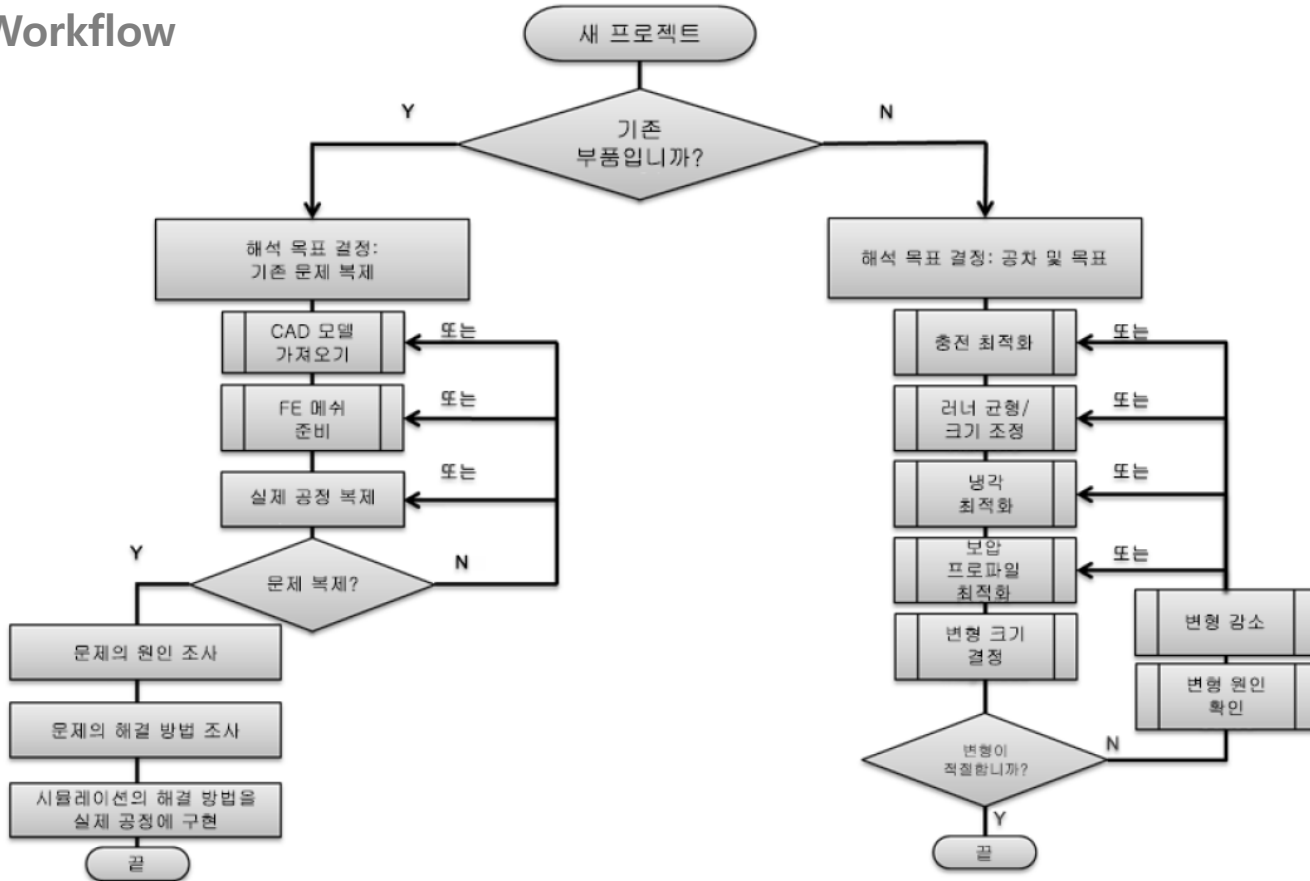 Workflow
새 프로젝트
Y
N
기존
부품입니까?
해석 목표 결정:
기존 문제 복제
CAD 모델
가져오기
또는
FE 메쉬
준비
또는
실제 공정 복제
또는
문제 복제?
Y
N
문제의 원인 조사
문제의 해결 방법 조사
시뮬레이션의 해결 방법을
실제 공정에 구현
끝
해석 목표 결정: 공차 및 목표
충전 최적화
또는
러너 균형/
크기 조정
또는
냉각
최적화
또는
보압
프로파일
최적화
또는
변형 크기
결정
변형 감소
변형 원인
확인
변형이
적절합니까?
N
Y
끝